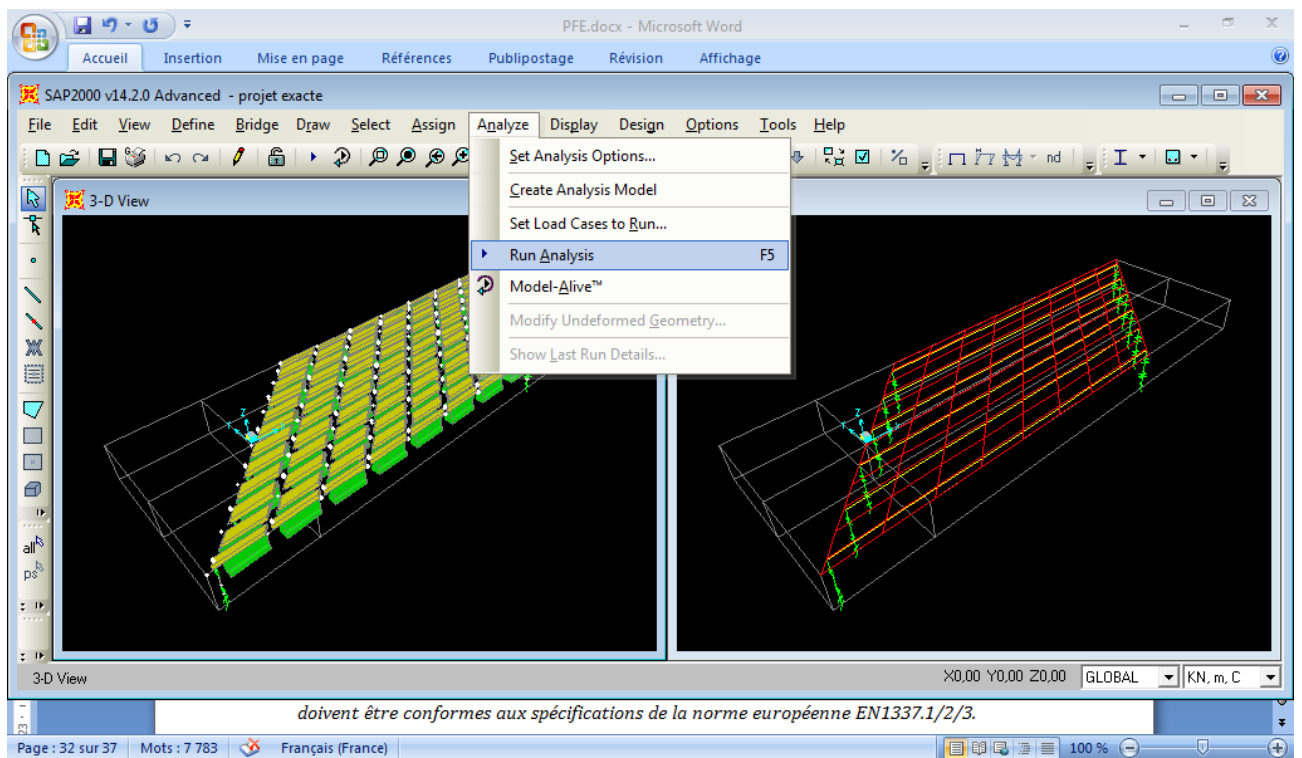 PFE.docx - Microsoft Word
Accueil Insertion Mise en page Références Publipostage Révision Affichage
SAP2000 v14.2.0 Advanced - projet exacte
File Edit View Define Bridge Draw Select Assign Analyze Display Design Options Tools Help
nd
Set Analysis Options...
Create Analysis Model
Set Load Cases to Run...
Run Analysis F5
Model-Alive™
Modify Undeformed Geometry...
Show Last Run Details...
3-D View
Z
Z
all
ps
3-D View X0,00 Y0,00 Z0,00 GLOBAL KN, m, C
doivent être conformes aux spécifications de la norme européenne EN1337.1/2/3.
Page : 32 sur 37 Mots : 7 783 Français (France) 100 %